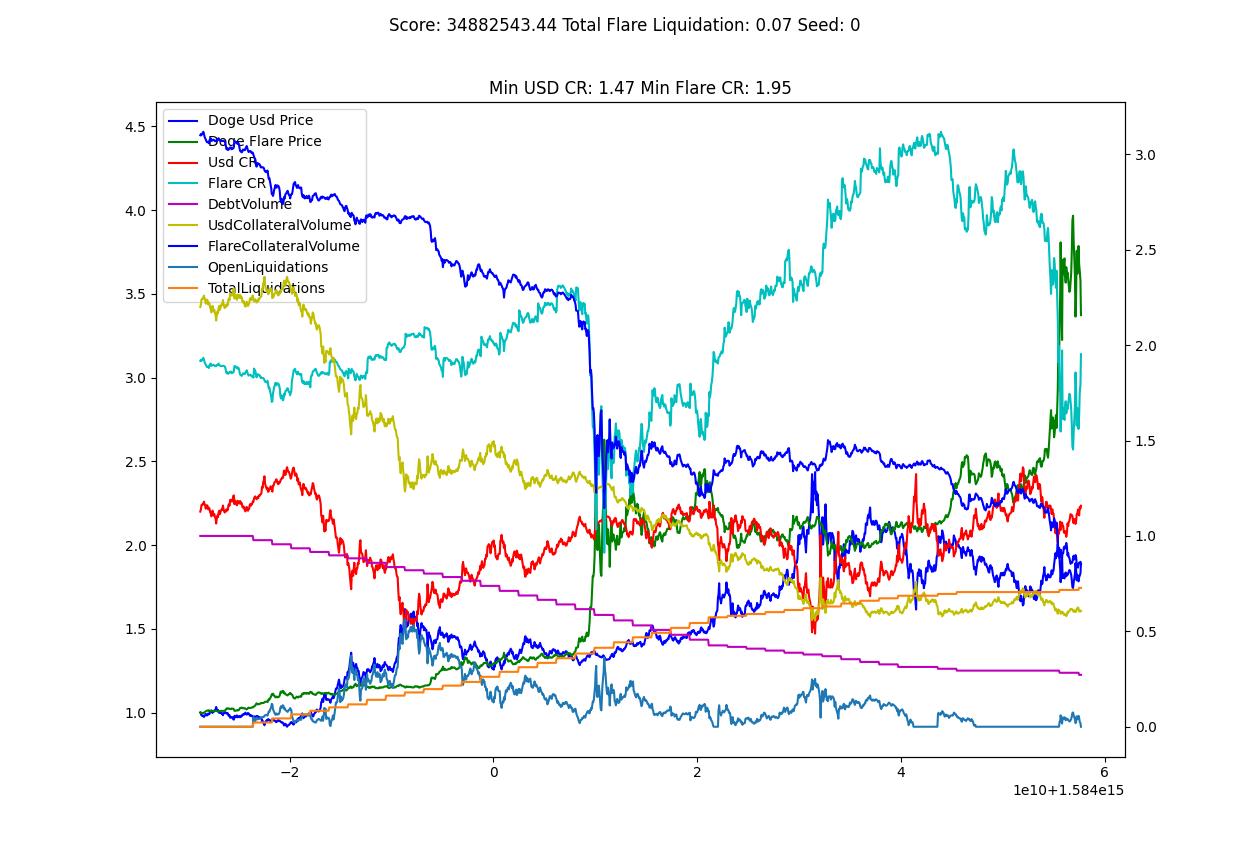 Score: 34882543.44 Total Flare Liquidation: 0.07 Seed: 0
Min USD CR: 1.47 Min Flare CR: 1.95
Doge Usd Price
Doge Flare Price
Usd CR
Flare CR
DebtVolume
UsdCollateralVolume
FlareCollateralVolume
OpenLiquidations
TotalLiquidations
4.5
4.0
3.5
3.0
2.5
2.0
1.5
1.0
3.0
2.5
2.0
1.5
1.0
0.5
0.0
−2
0
2
4
6
1e10+1.584e15